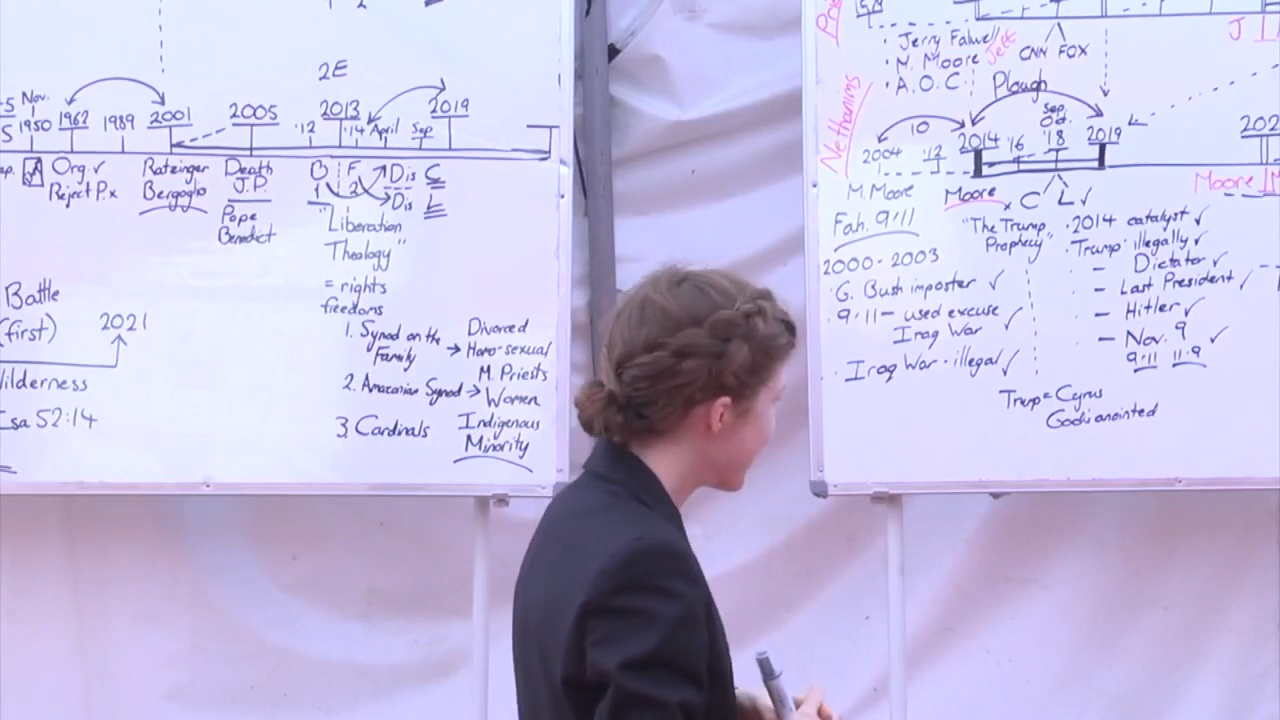 2E
Nov.
1950 1962 1989 2001 2005 '12 2013 '14 April Sep 2019
Org. ✓
Reject P. x
Ratzinger
Bergoglo
Death
J.P.
Pope
Benedict
B F Dis C
1 2 Dis L
"Liberation
Theology"
= rights
freedoms
1. Synod on the
Family
→ Divorced
Homo-sexual
M. Priests
2. Amazonian Synod → Women
3. Cardinals
Indigenous
Minority
Battle
(first) 2021
Wilderness
Isa 52:14
Nethanims
· Jerry Falwell
· M. Moore Jeff
· A.O.C.
CNN FOX
Plough
10
2004 '12 2014 '16 Sep. Oct. '18 2019
M. Moore
Fah. 9·11
Moore x C L ✓
Moore
2000-2003
· G. Bush imposter ✓
· 9·11 - used excuse
Iraq War ✓
· Iraq War · illegal ✓
"The Trump
Prophecy"
· 2014 catalyst ✓
· Trump · illegally ✓
- Dictator ✓
- Last President ✓
- Hitler ✓
- Nov. 9 ✓
9·11 11·9
Trump = Cyrus
God's anointed